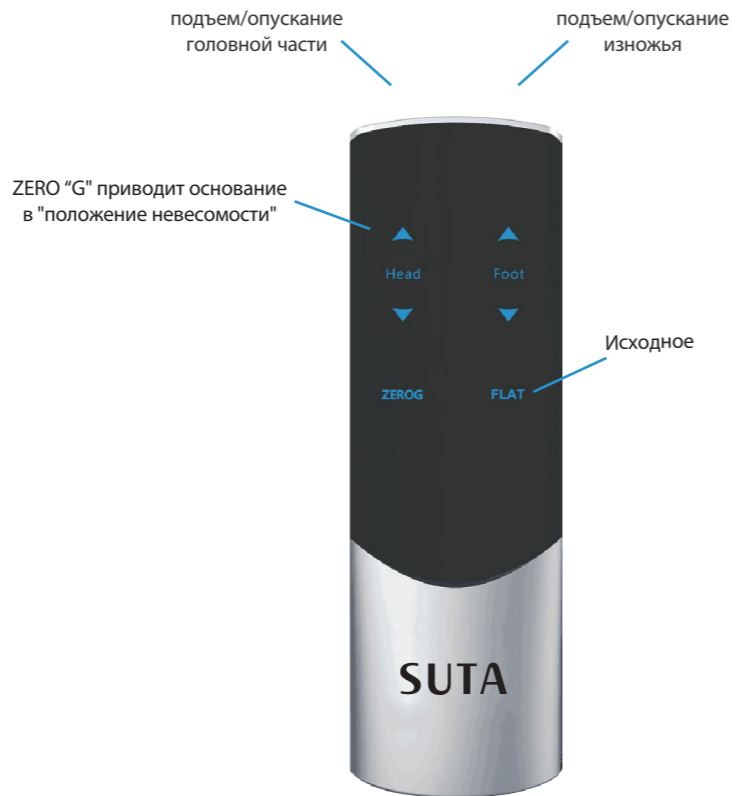 подъем/опускание
головной части
подъем/опускание
изножья
ZERO “G" приводит основание
в "положение невесомости"
Head
Foot
Исходное
ZEROG
FLAT
SUTA